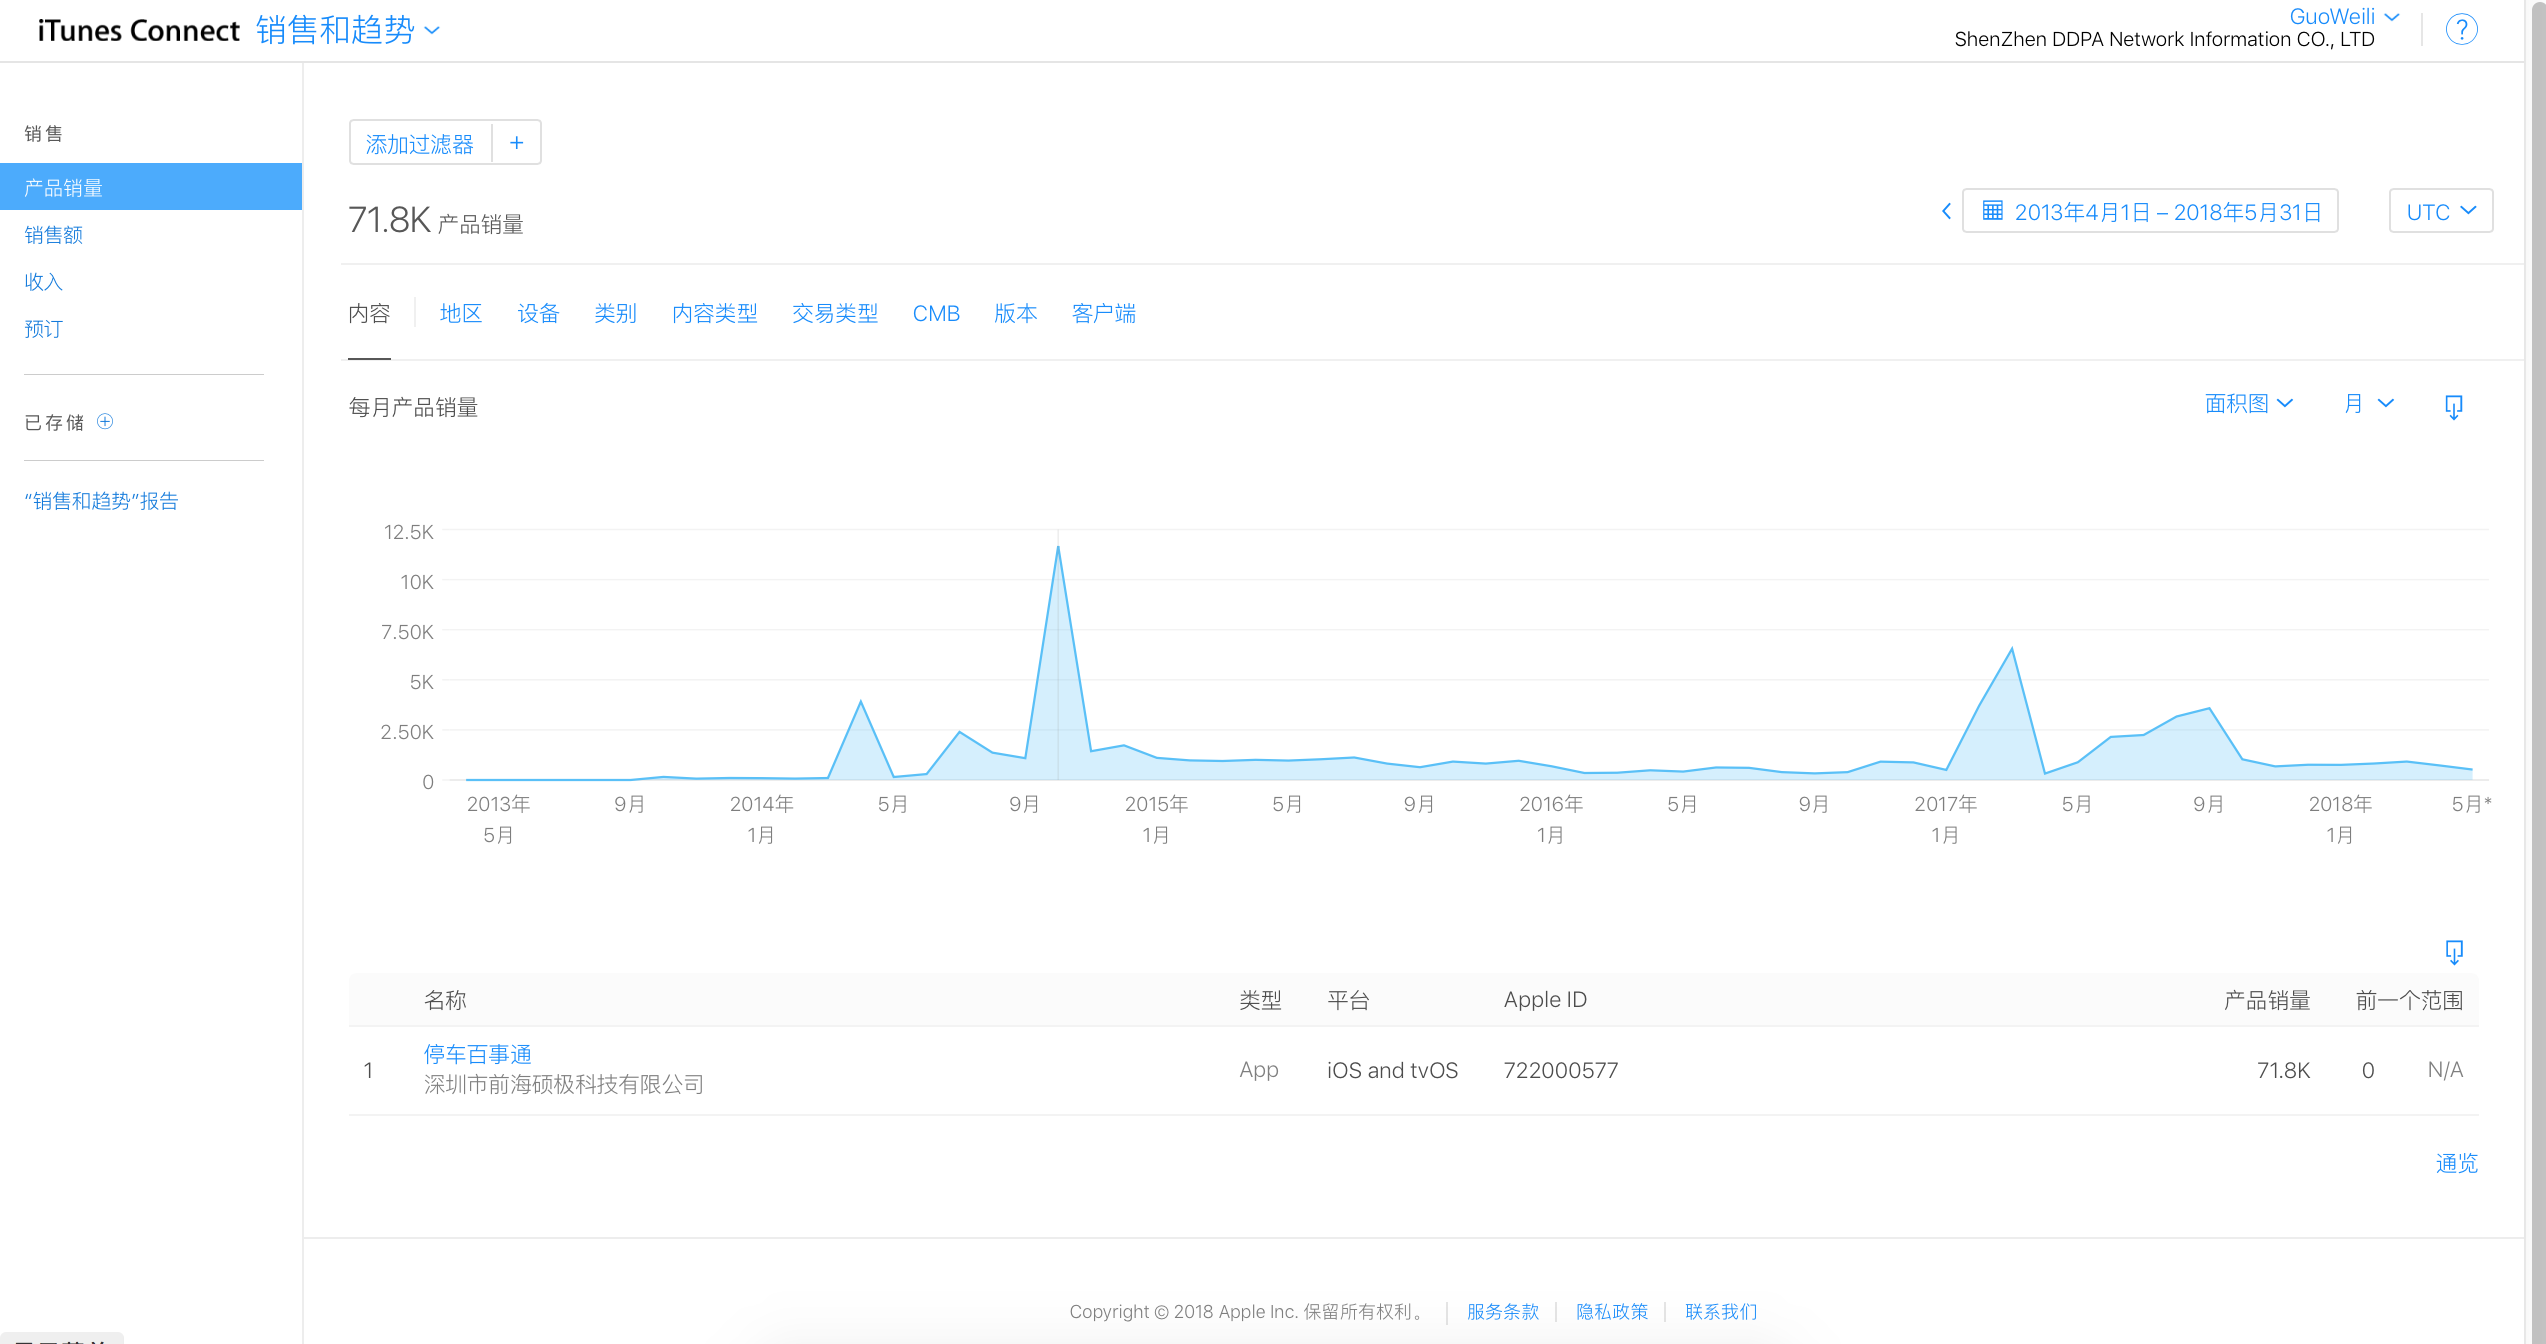 iTunes Connect 销售和趋势
GuoWeili
ShenZhen DDPA Network Information CO., LTD
?
销售
产品销量
销售额
收入
预订
已存储
“销售和趋势”报告
添加过滤器 +
71.8K 产品销量
2013年4月1日 – 2018年5月31日
UTC
内容 地区 设备 类别 内容类型 交易类型 CMB 版本 客户端
每月产品销量
面积图 月
12.5K
10K
7.50K
5K
2.50K
0
2013年 9月 2014年 5月 9月 2015年 5月 9月 2016年 5月 9月 2017年 5月 9月 2018年 5月*
5月 1月 1月 1月 1月 1月
名称 类型 平台 Apple ID 产品销量 前一个范围
1 停车百事通 App iOS and tvOS 722000577 71.8K 0 N/A
深圳市前海硕极科技有限公司
通览
Copyright © 2018 Apple Inc. 保留所有权利。 服务条款 隐私政策 联系我们